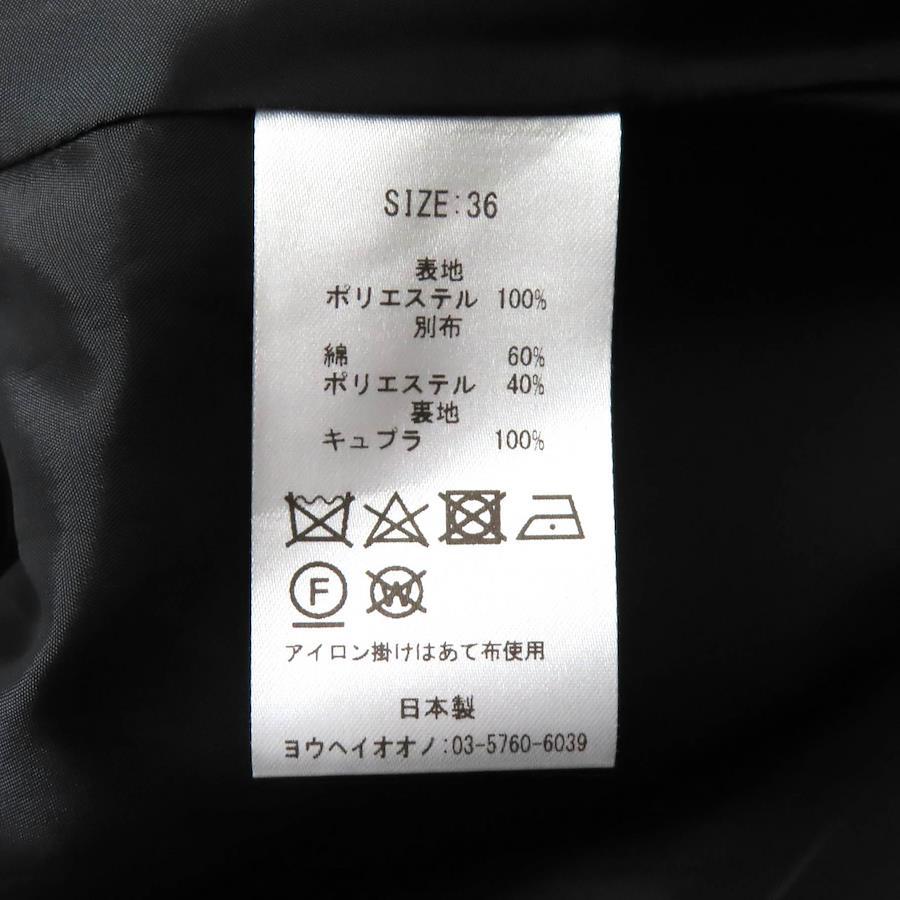 SIZE:36
表地
ポリエステル 100%
別布
綿 60%
ポリエステル 40%
裏地
キュプラ 100%
F W
アイロン掛けはあて布使用
日本製
ヨウヘイオオノ:03-5760-6039